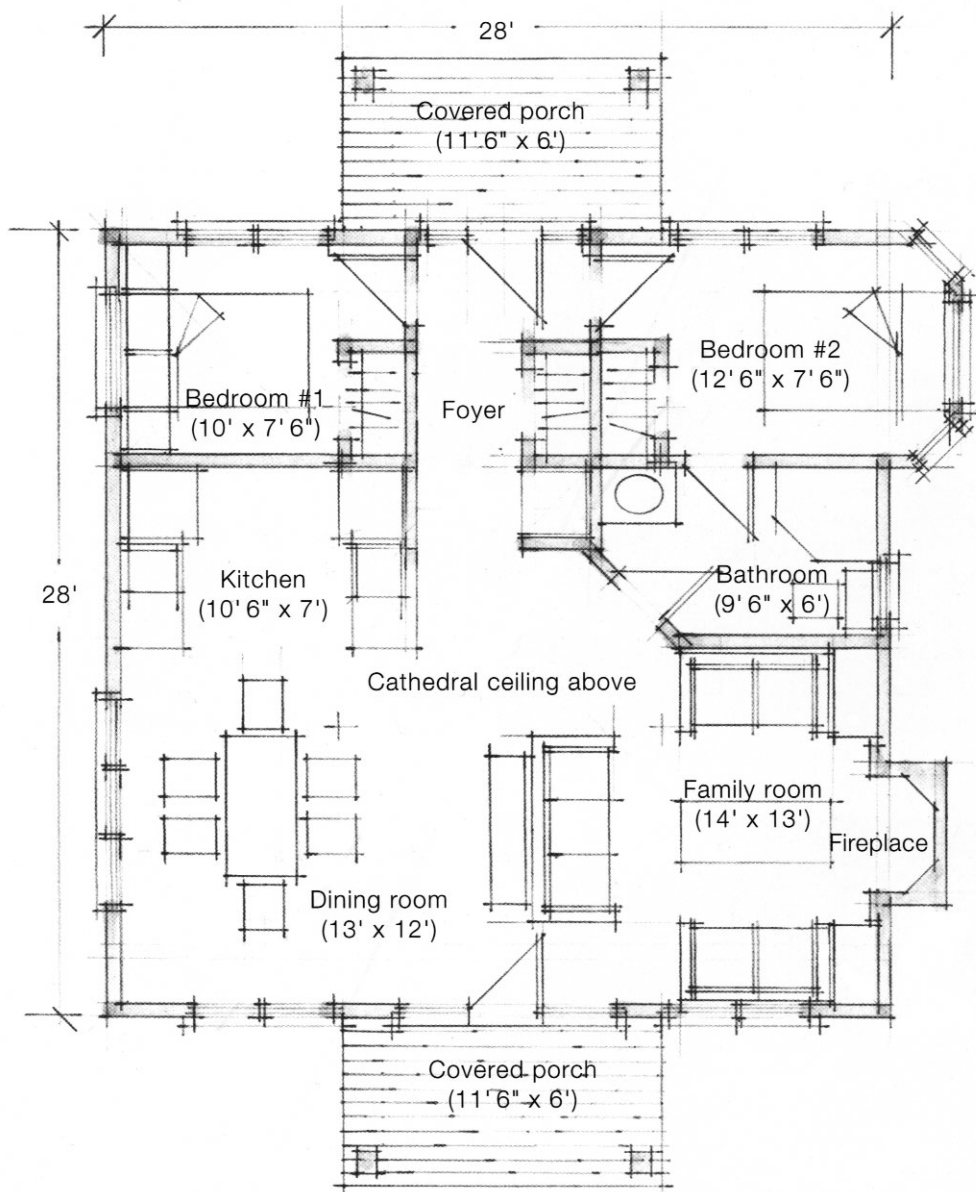 28'
Covered porch
(11' 6" x 6')
Bedroom #1
(10' x 7' 6")
Foyer
Bedroom #2
(12' 6" x 7' 6")
28'
Kitchen
(10' 6" x 7')
Bathroom
(9' 6" x 6')
Cathedral ceiling above
Family room
(14' x 13')
Fireplace
Dining room
(13' x 12')
Covered porch
(11' 6" x 6')